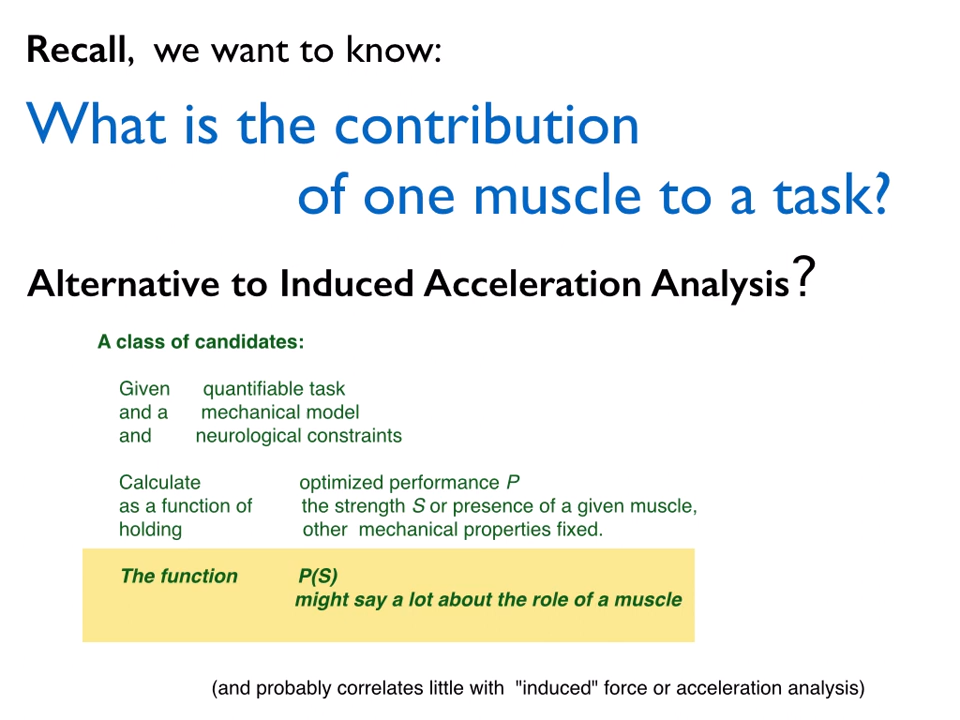 Recall, we want to know:
What is the contribution
of one muscle to a task?
Alternative to Induced Acceleration Analysis?
A class of candidates:
Given quantifiable task
and a mechanical model
and neurological constraints
Calculate optimized performance P
as a function of the strength S or presence of a given muscle,
holding other mechanical properties fixed.
The function P(S)
might say a lot about the role of a muscle
(and probably correlates little with "induced" force or acceleration analysis)